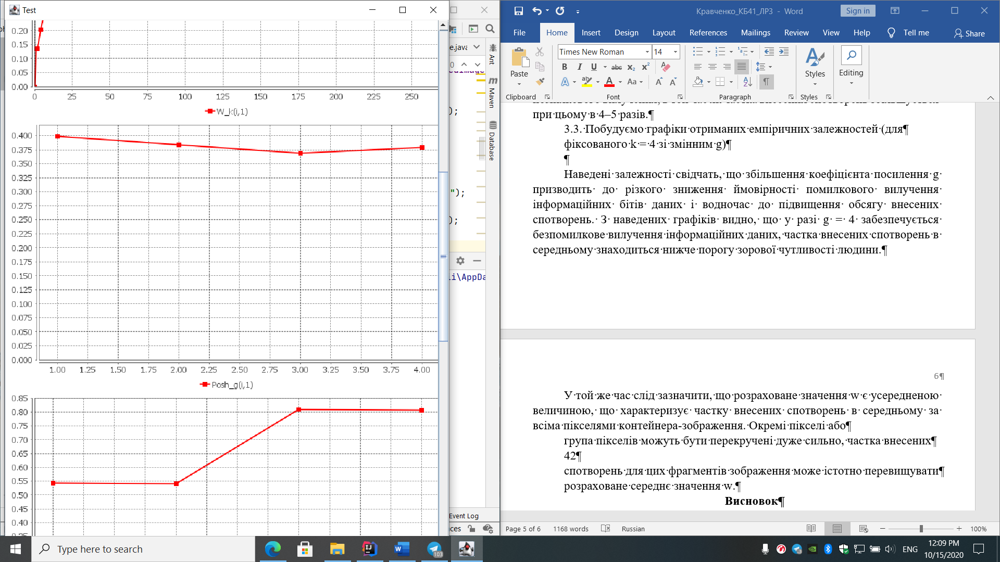 Test
0.20
0.15
0.10
0.05
0.00
0 25 50 75 100 125 150 175 200 225 250
W_k(i,1)
0.400
0.375
0.350
0.325
0.300
0.275
0.250
0.225
0.200
0.175
0.150
0.125
0.100
0.075
0.050
0.025
0.000
1.00 1.25 1.50 1.75 2.00 2.25 2.50 2.75 3.00 3.25 3.50 3.75 4.00
Posh_g(i,1)
0.85
0.80
0.75
0.70
0.65
0.60
0.55
0.50
0.45
0.40
e.java
0
);
");
);
li\AppDa
Ant
m
Maven
Database
Event Log
ces
Кравченко_КБ41_ЛР3 - Word
Sign in
File Home Insert Design Layout References Mailings Review View Help Tell me Share
Paste
Clipboard
Times New Roman 14
B I U abc x₂ x²
A ab A Aa A A
Font
Paragraph
Styles
Styles
Editing
при·цьому·в·4–5·разів.¶
3.3.·Побудуємо·графіки·отриманих·емпіричних·залежностей·(для¶
фіксованого·k·=·4·зі·змінним·g)¶
¶
Наведені·залежності·свідчать,·що·збільшення·коефіцієнта·посилення·g·
призводить· до· різкого· зниження· ймовірності· помилкового· вилучення·
інформаційних· бітів· даних· і· водночас· до· підвищення· обсягу· внесених·
спотворень.· З· наведених· графіків· видно,· що· у· разі· g· =· 4· забезпечується·
безпомилкове·вилучення·інформаційних·даних,·частка·внесених·спотворень·в·
середньому·знаходиться·нижче·порогу·зорової·чутливості·людини.¶
6¶
У·той·же·час·слід·зазначити,·що·розраховане·значення·w·є·усередненою·
величиною,· що· характеризує· частку· внесених· спотворень· в· середньому· за·
всіма·пікселями·контейнера-зображення.·Окремі·пікселі·або¶
група·пікселів·можуть·бути·перекручені·дуже·сильно,·частка·внесених¶
42¶
спотворень·для·цих·фрагментів·зображення·може·істотно·перевищувати¶
розраховане·середнє·значення·w.¶
Висновок¶
Page 5 of 6 1168 words Russian 100%
Type here to search
103
ENG
12:09 PM
10/15/2020